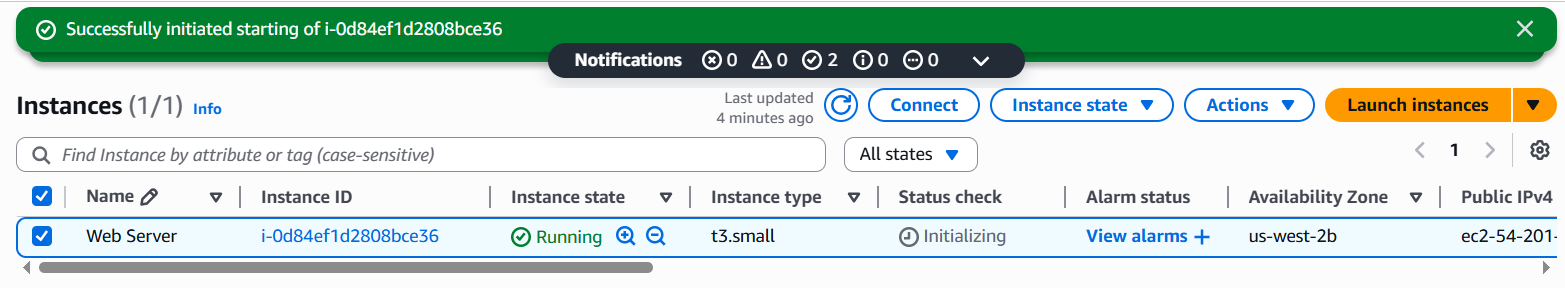 Successfully initiated starting of i-0d84ef1d2808bce36
Notifications 0 0 2 0 0
Instances (1/1) Info
Last updated
4 minutes ago
Connect
Instance state
Actions
Launch instances
Find Instance by attribute or tag (case-sensitive)
All states
1
Name Instance ID Instance state Instance type Status check Alarm status Availability Zone Public IPv4
Web Server i-0d84ef1d2808bce36 Running t3.small Initializing View alarms + us-west-2b ec2-54-201-